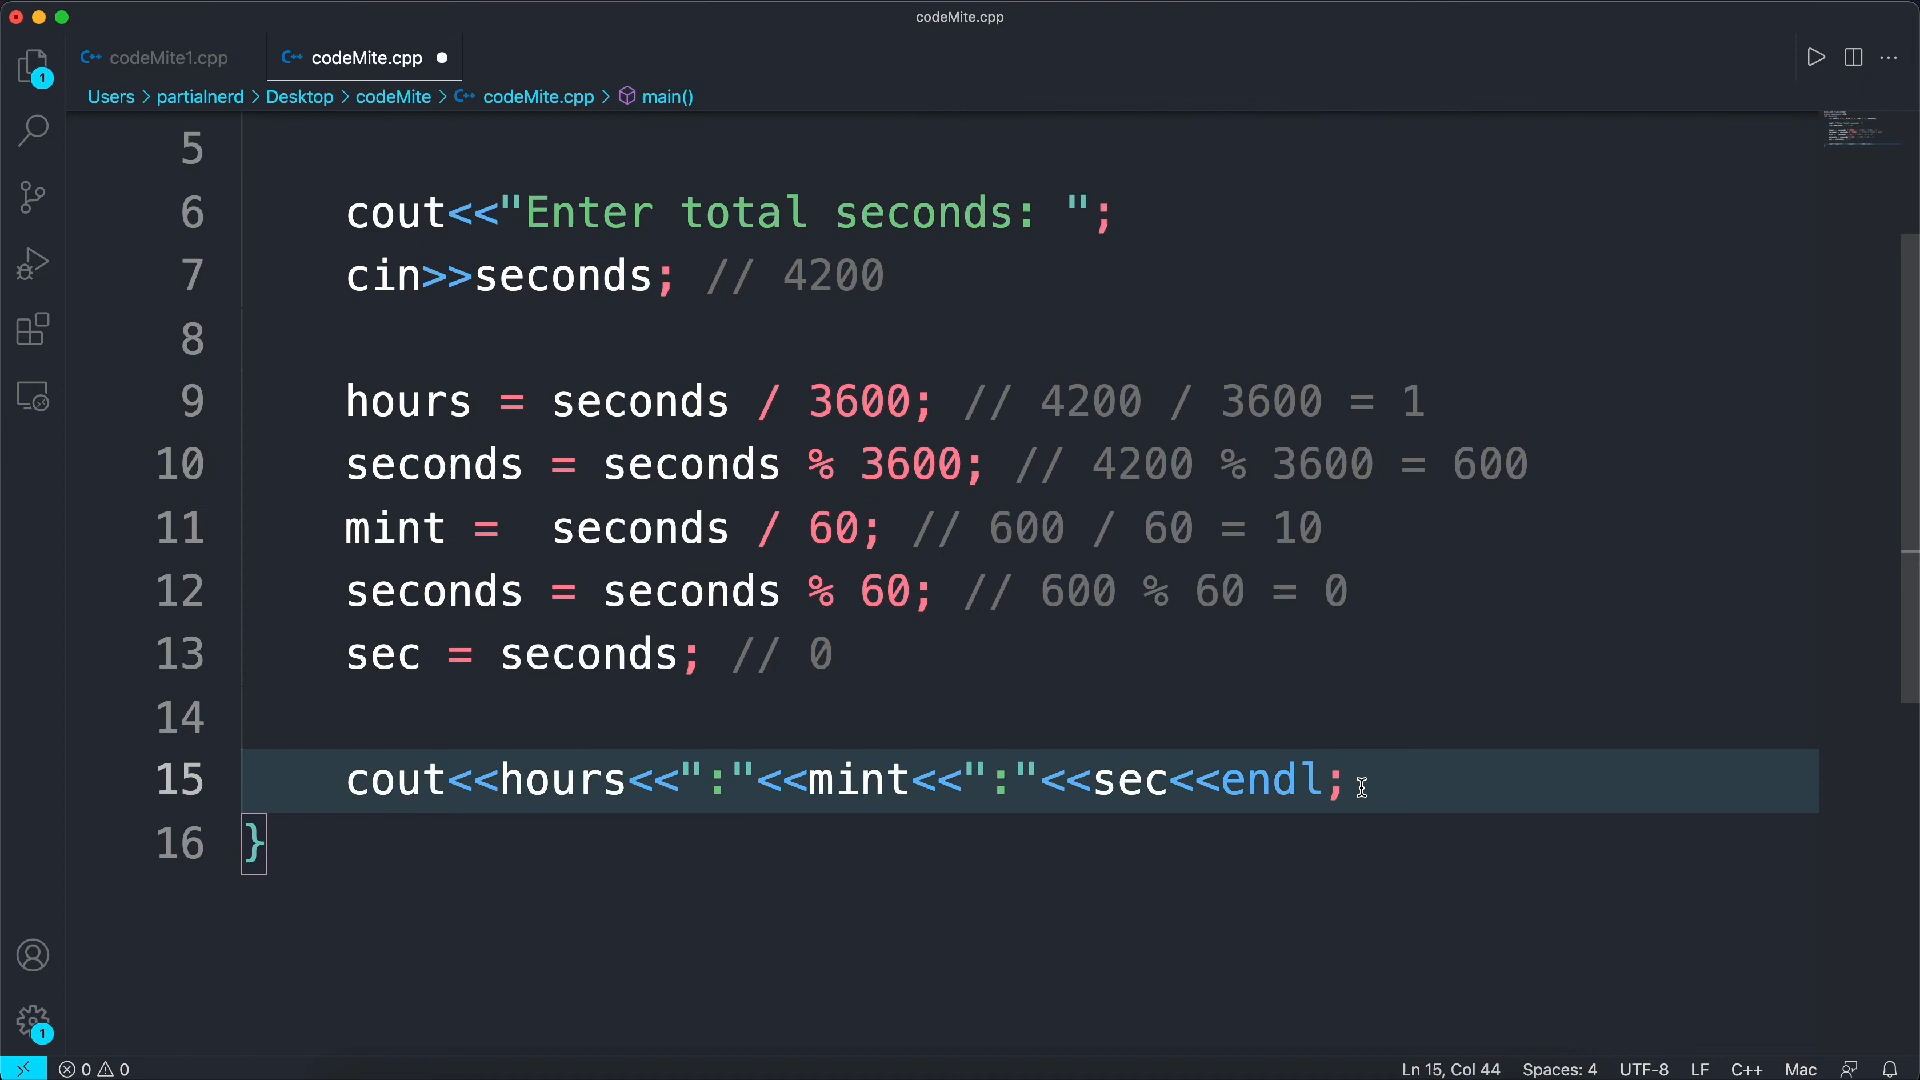 codeMite.cpp
codeMite1.cpp
codeMite.cpp
Users > partialnerd > Desktop > codeMite > codeMite.cpp > main()
1
5
6 cout<<"Enter total seconds: ";
7 cin>>seconds; // 4200
8
9 hours = seconds / 3600; // 4200 / 3600 = 1
10 seconds = seconds % 3600; // 4200 % 3600 = 600
11 mint =  seconds / 60; // 600 / 60 = 10
12 seconds = seconds % 60; // 600 % 60 = 0
13 sec = seconds; // 0
14
15 cout<<hours<<":"<<mint<<":"<<sec<<endl;
16 }
1
0 0 Ln 15, Col 44 Spaces: 4 UTF-8 LF C++ Mac